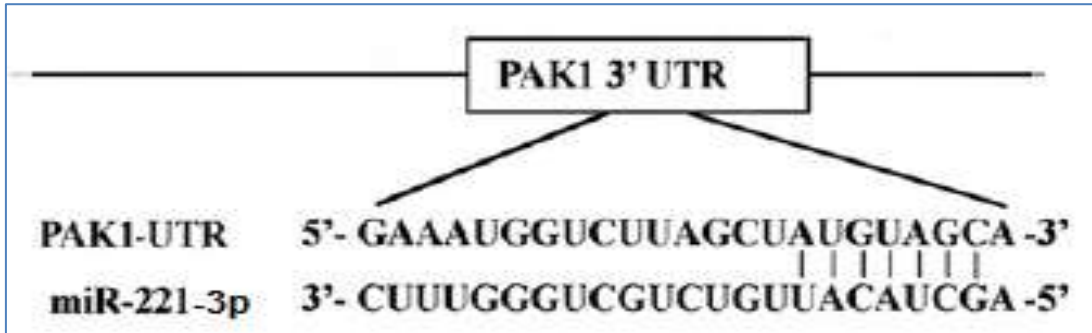 PAK1 3’ UTR
PAK1-UTR 5’- GAAAUGGUCUUAGCUAUGUAGCA -3’
miR-221-3p 3’- CUUUGGGUCGUCUGUUACAUCGA -5’